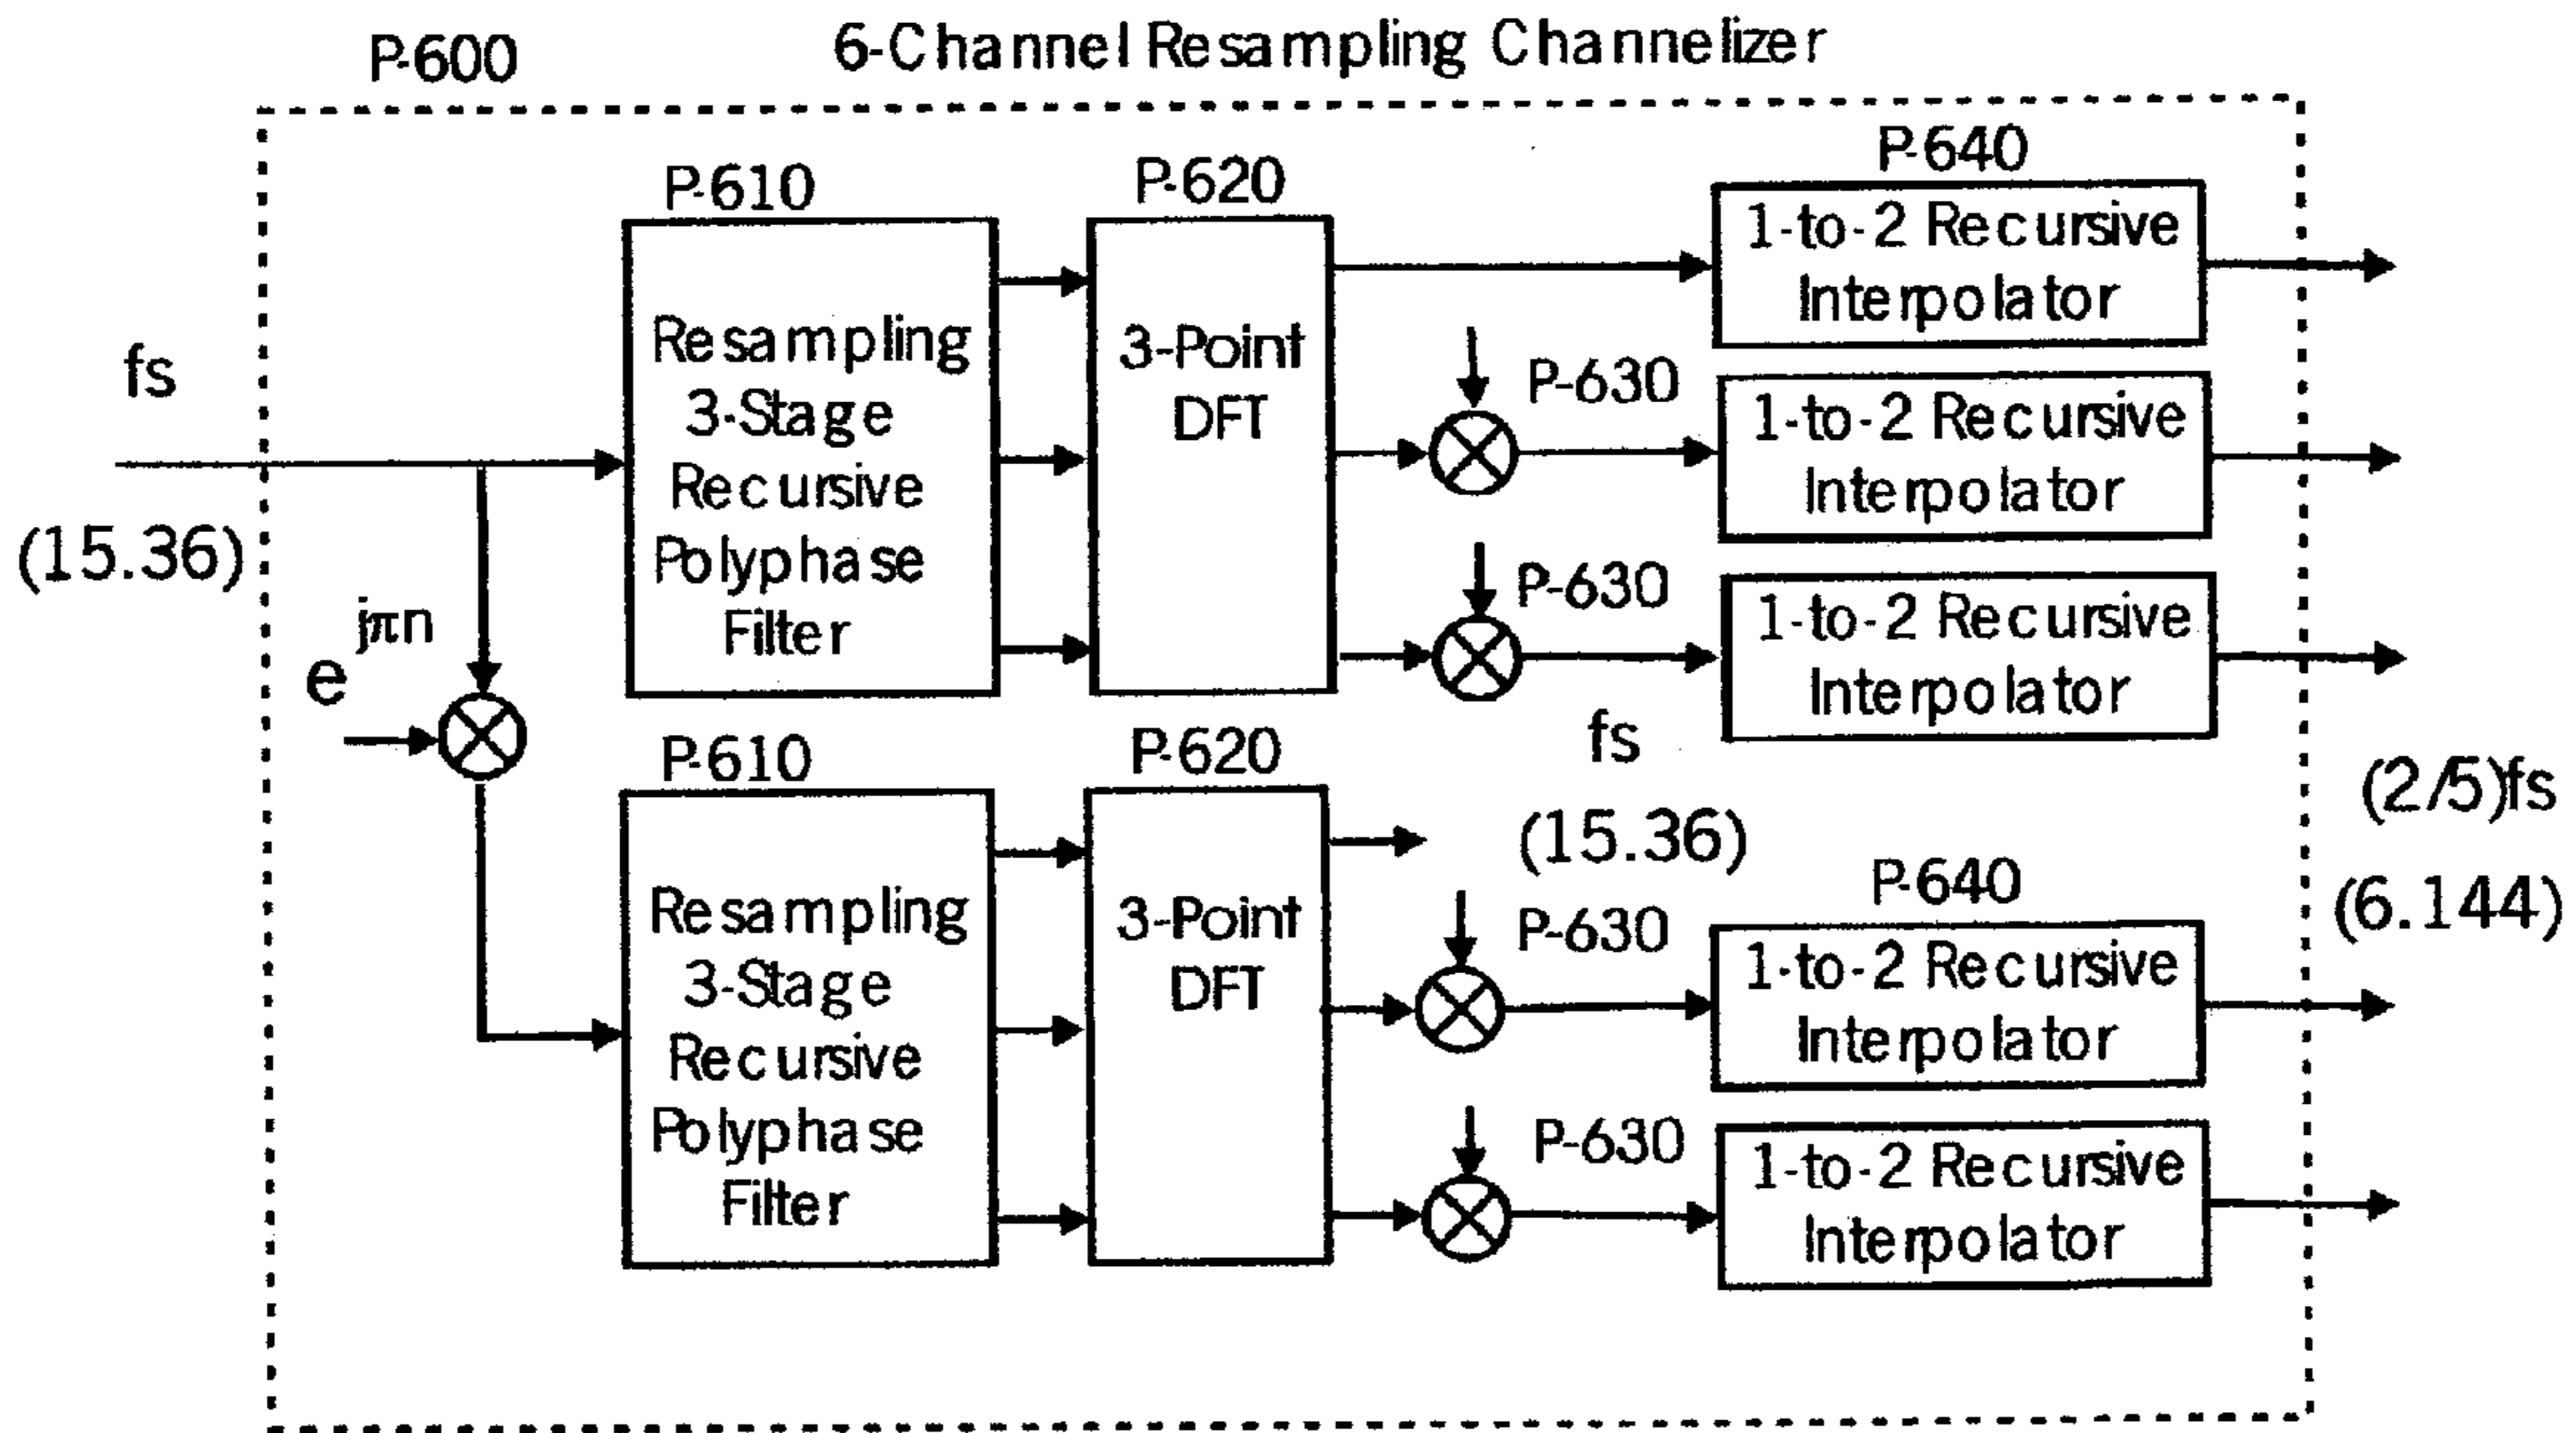 P-600
6-Channel Resampling Channelizer
P-610
Resampling
3-Stage
Recursive
Polyphase
Filter
P-620
3-Point
DFT
P-640
1-to-2 Recursive
Interpolator
P-630
1-to-2 Recursive
Interpolator
P-630
1-to-2 Recursive
Interpolator
fs
(15.36)
e jπn
P-610
Resampling
3-Stage
Recursive
Polyphase
Filter
P-620
3-Point
DFT
fs
(15.36)
P-640
P-630
1-to-2 Recursive
Interpolator
P-630
1-to-2 Recursive
Interpolator
(2/5)fs
(6.144)